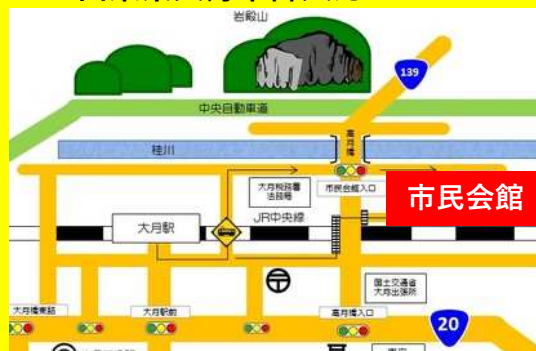 岩殿山
139
中央自動車道
桂川
高月橋
大月税務署
法務局
市民会館入口
市民会館
JR中央線
大月駅
国土交通省
大月出張所
大月橋東詰
大月駅前
高月橋入口
20